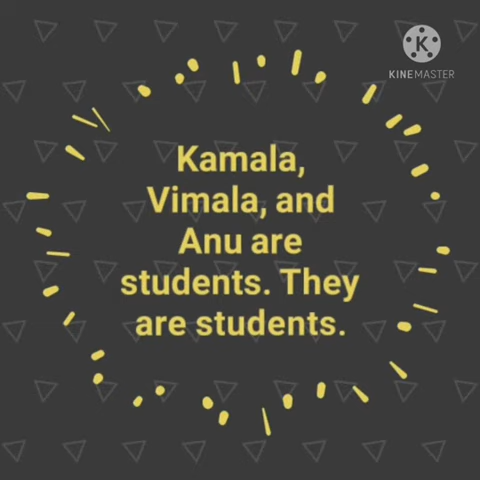 KINEMASTER
Kamala,
Vimala, and
Anu are
students. They
are students.